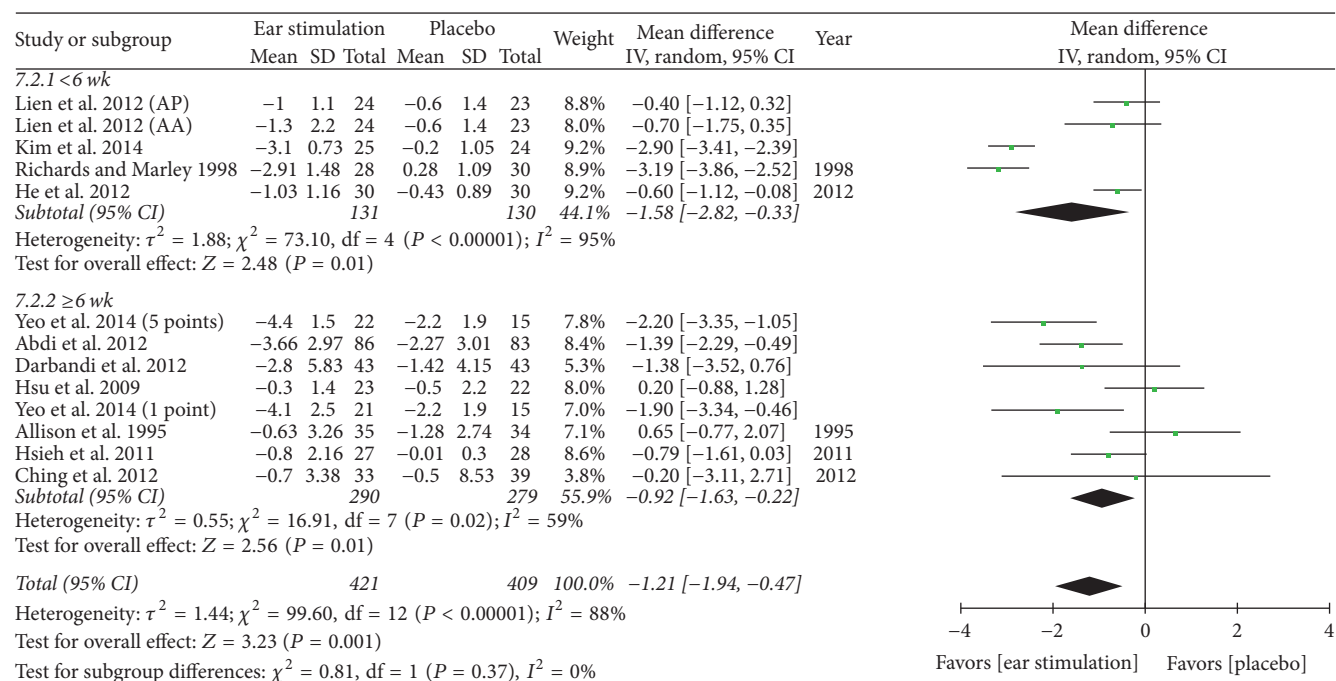 Study or subgroup Ear stimulation Placebo Weight Mean difference Year Mean difference
Mean SD Total Mean SD Total IV, random, 95% CI IV, random, 95% CI
7.2.1 <6 wk
Lien et al. 2012 (AP) −1 1.1 24 −0.6 1.4 23 8.8% −0.40 [−1.12, 0.32]
Lien et al. 2012 (AA) −1.3 2.2 24 −0.6 1.4 23 8.0% −0.70 [−1.75, 0.35]
Kim et al. 2014 −3.1 0.73 25 −0.2 1.05 24 9.2% −2.90 [−3.41, −2.39]
Richards and Marley 1998 −2.91 1.48 28 0.28 1.09 30 8.9% −3.19 [−3.86, −2.52] 1998
He et al. 2012 −1.03 1.16 30 −0.43 0.89 30 9.2% −0.60 [−1.12, −0.08] 2012
Subtotal (95% CI) 131 130 44.1% −1.58 [−2.82, −0.33]
Heterogeneity: τ² = 1.88; χ² = 73.10, df = 4 (P < 0.00001); I² = 95%
Test for overall effect: Z = 2.48 (P = 0.01)
7.2.2 ≥6 wk
Yeo et al. 2014 (5 points) −4.4 1.5 22 −2.2 1.9 15 7.8% −2.20 [−3.35, −1.05]
Abdi et al. 2012 −3.66 2.97 86 −2.27 3.01 83 8.4% −1.39 [−2.29, −0.49]
Darbandi et al. 2012 −2.8 5.83 43 −1.42 4.15 43 5.3% −1.38 [−3.52, 0.76]
Hsu et al. 2009 −0.3 1.4 23 −0.5 2.2 22 8.0% 0.20 [−0.88, 1.28]
Yeo et al. 2014 (1 point) −4.1 2.5 21 −2.2 1.9 15 7.0% −1.90 [−3.34, −0.46]
Allison et al. 1995 −0.63 3.26 35 −1.28 2.74 34 7.1% 0.65 [−0.77, 2.07] 1995
Hsieh et al. 2011 −0.8 2.16 27 −0.01 0.3 28 8.6% −0.79 [−1.61, 0.03] 2011
Ching et al. 2012 −0.7 3.38 33 −0.5 8.53 39 3.8% −0.20 [−3.11, 2.71] 2012
Subtotal (95% CI) 290 279 55.9% −0.92 [−1.63, −0.22]
Heterogeneity: τ² = 0.55; χ² = 16.91, df = 7 (P = 0.02); I² = 59%
Test for overall effect: Z = 2.56 (P = 0.01)
Total (95% CI) 421 409 100.0% −1.21 [−1.94, −0.47]
Heterogeneity: τ² = 1.44; χ² = 99.60, df = 12 (P < 0.00001); I² = 88%
Test for overall effect: Z = 3.23 (P = 0.001)
Test for subgroup differences: χ² = 0.81, df = 1 (P = 0.37), I² = 0%
−4 −2 0 2 4
Favors [ear stimulation] Favors [placebo]